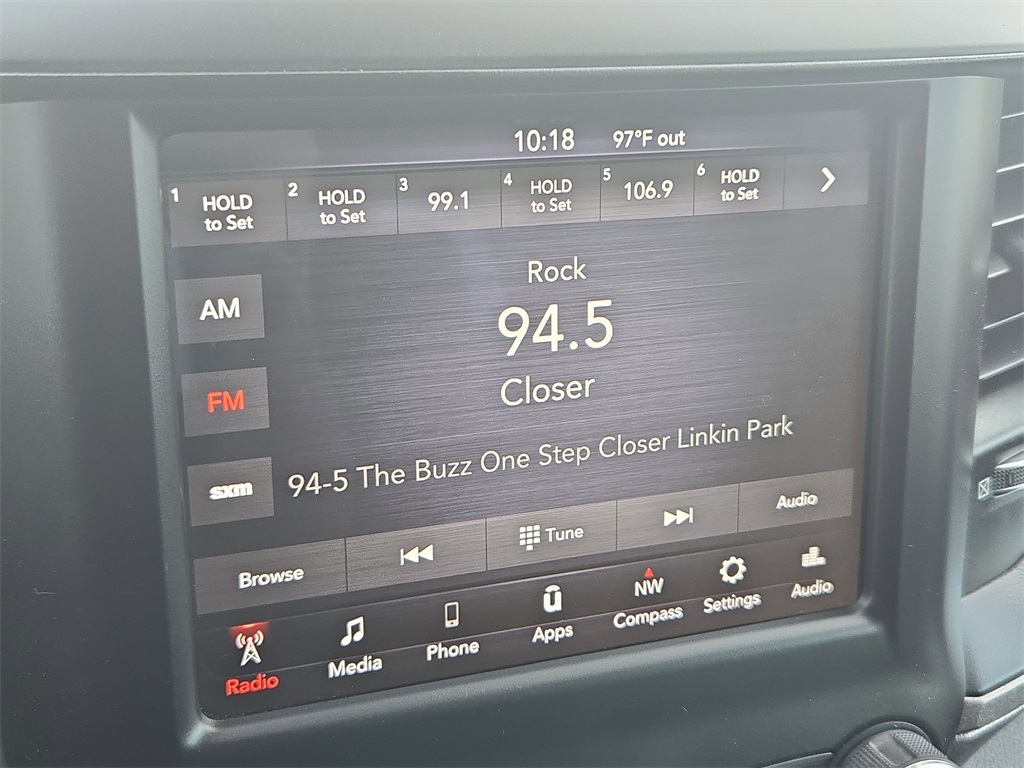 10:18 97°F out
1 HOLD to Set
2 HOLD to Set
3 99.1
4 HOLD to Set
5 106.9
6 HOLD to Set
Rock
AM
94.5
FM
Closer
94-5 The Buzz One Step Closer Linkin Park
sxm
Browse
Tune
Audio
Radio
Media
Phone
u
Apps
NW
Compass
Settings
Audio